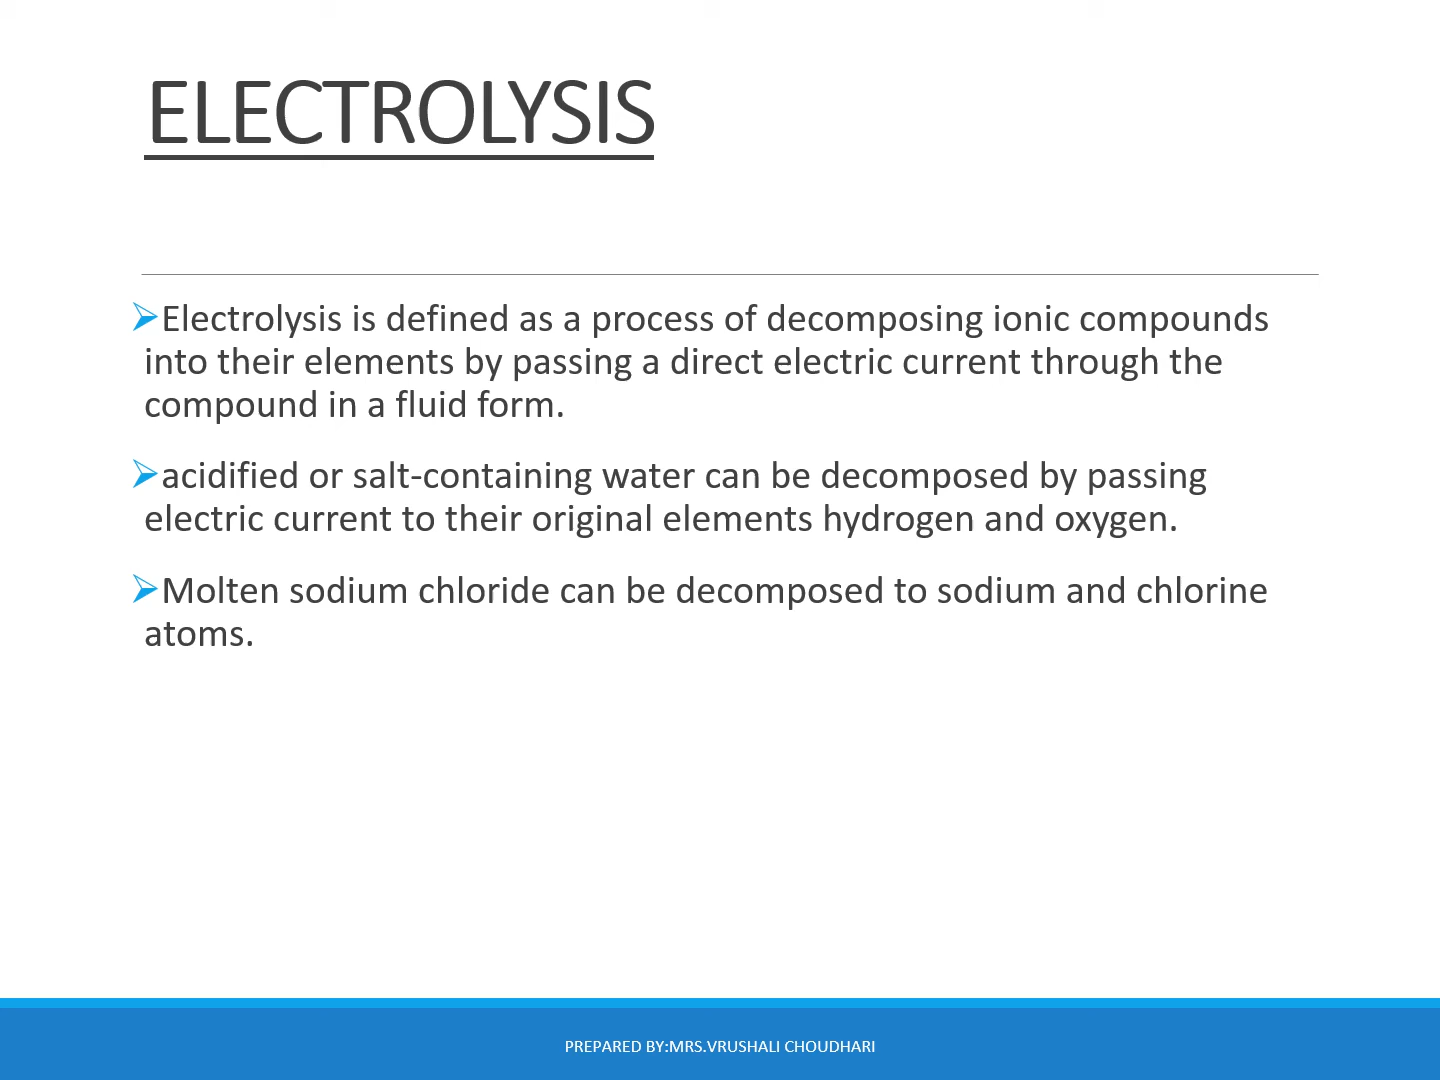 ELECTROLYSIS
➢Electrolysis is defined as a process of decomposing ionic compounds
into their elements by passing a direct electric current through the
compound in a fluid form.
➢acidified or salt-containing water can be decomposed by passing
electric current to their original elements hydrogen and oxygen.
➢Molten sodium chloride can be decomposed to sodium and chlorine
atoms.
PREPARED BY:MRS.VRUSHALI CHOUDHARI